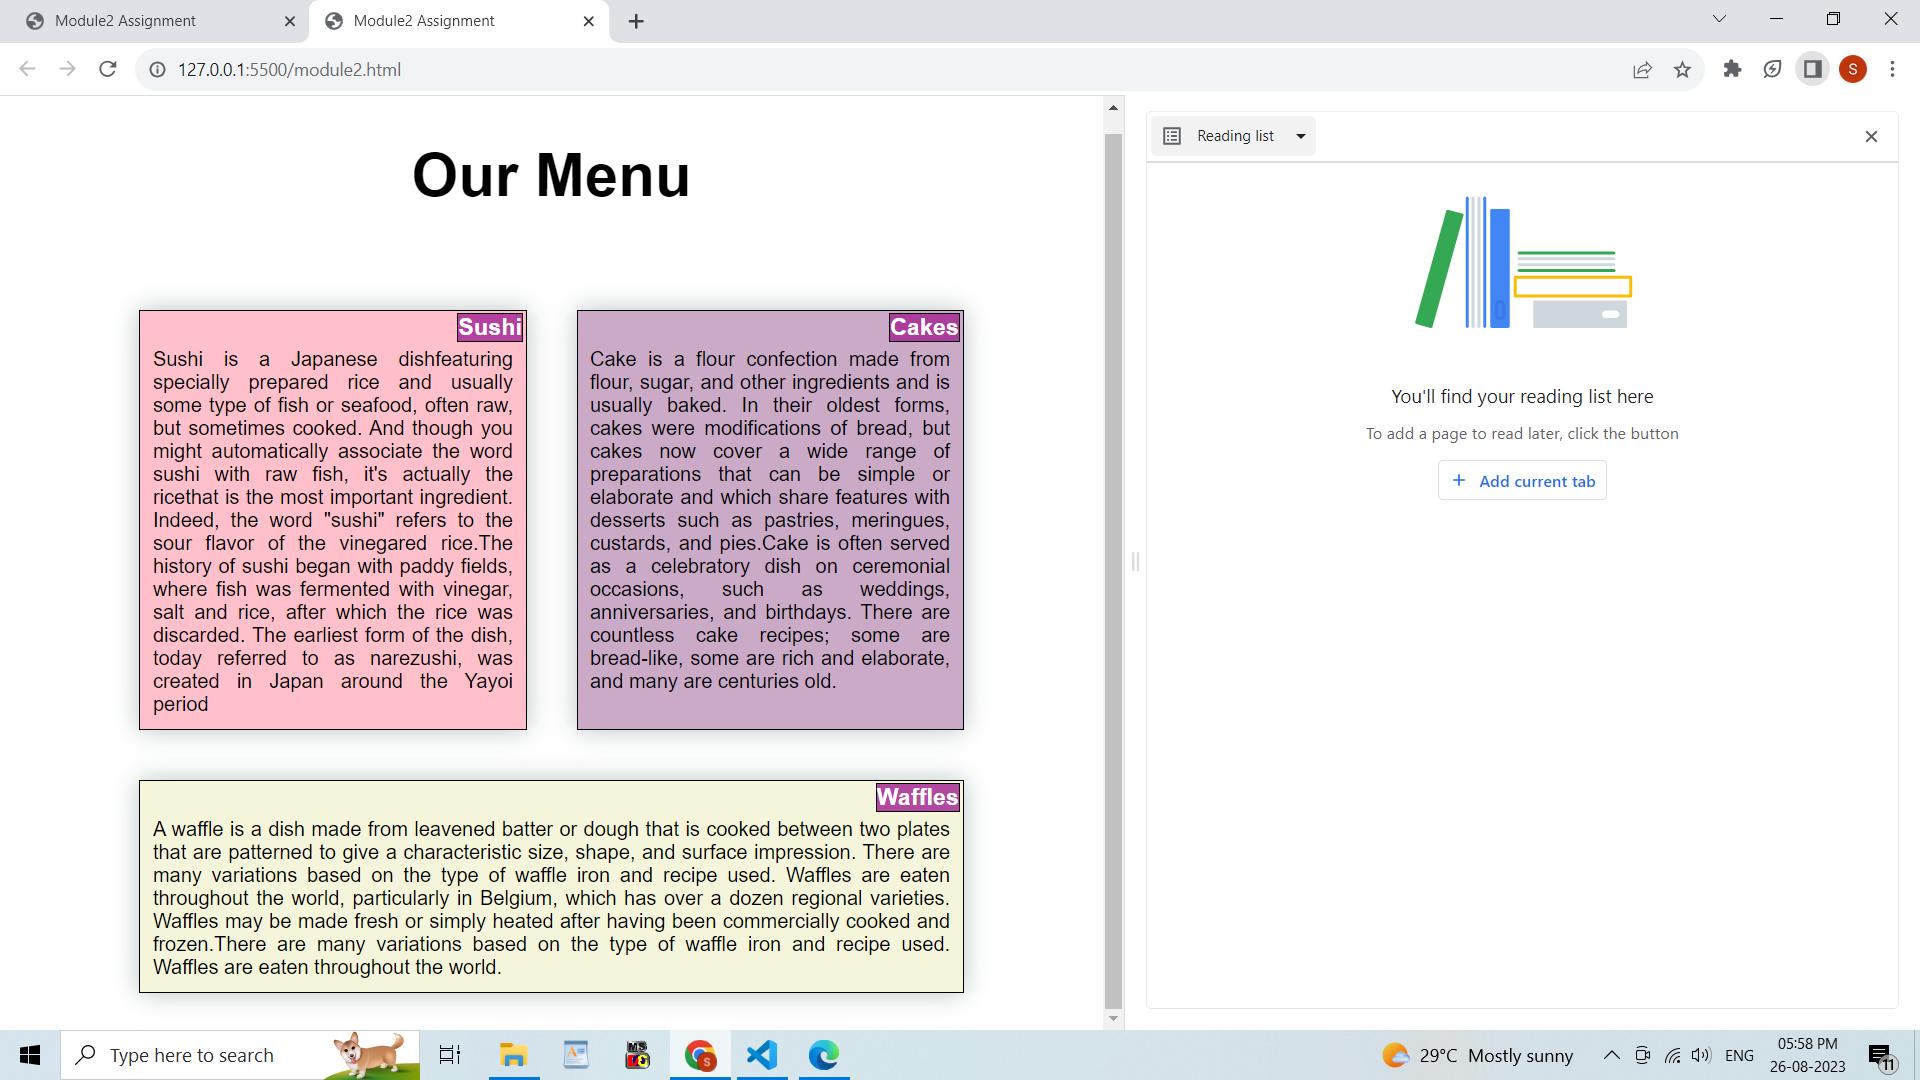 Module2 Assignment
Module2 Assignment
127.0.0.1:5500/module2.html
S
Our Menu
Sushi
Sushi is a Japanese dishfeaturing
specially prepared rice and usually
some type of fish or seafood, often raw,
but sometimes cooked. And though you
might automatically associate the word
sushi with raw fish, it's actually the
ricethat is the most important ingredient.
Indeed, the word "sushi" refers to the
sour flavor of the vinegared rice.The
history of sushi began with paddy fields,
where fish was fermented with vinegar,
salt and rice, after which the rice was
discarded. The earliest form of the dish,
today referred to as narezushi, was
created in Japan around the Yayoi
period
Cakes
Cake is a flour confection made from
flour, sugar, and other ingredients and is
usually baked. In their oldest forms,
cakes were modifications of bread, but
cakes now cover a wide range of
preparations that can be simple or
elaborate and which share features with
desserts such as pastries, meringues,
custards, and pies.Cake is often served
as a celebratory dish on ceremonial
occasions, such as weddings,
anniversaries, and birthdays. There are
countless cake recipes; some are
bread-like, some are rich and elaborate,
and many are centuries old.
Waffles
A waffle is a dish made from leavened batter or dough that is cooked between two plates
that are patterned to give a characteristic size, shape, and surface impression. There are
many variations based on the type of waffle iron and recipe used. Waffles are eaten
throughout the world, particularly in Belgium, which has over a dozen regional varieties.
Waffles may be made fresh or simply heated after having been commercially cooked and
frozen.There are many variations based on the type of waffle iron and recipe used.
Waffles are eaten throughout the world.
Reading list
You'll find your reading list here
To add a page to read later, click the button
+ Add current tab
Type here to search
MS
S
29°C Mostly sunny
ENG
05:58 PM
26-08-2023
11